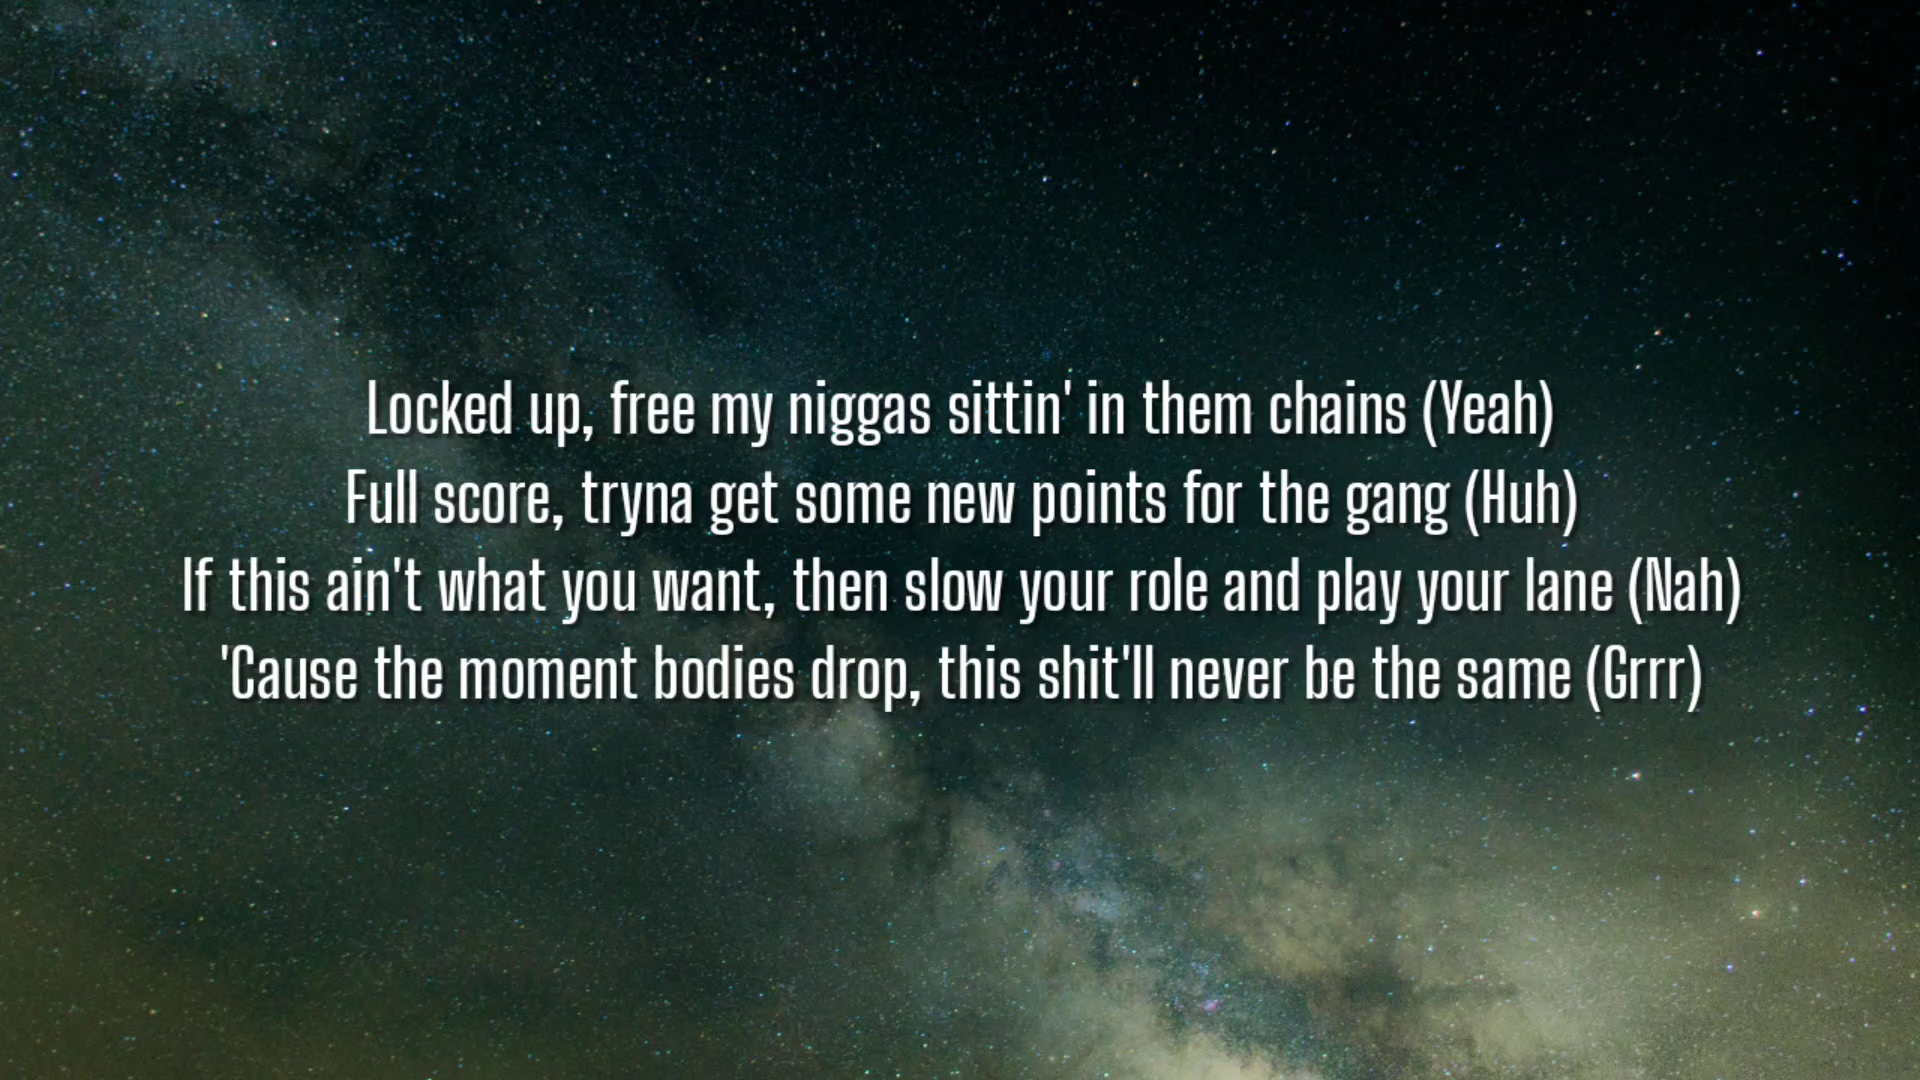 Locked up, free my niggas sittin' in them chains (Yeah)
Full score, tryna get some new points for the gang (Huh)
If this ain't what you want, then slow your role and play your lane (Nah)
'Cause the moment bodies drop, this shit'll never be the same (Grrr)